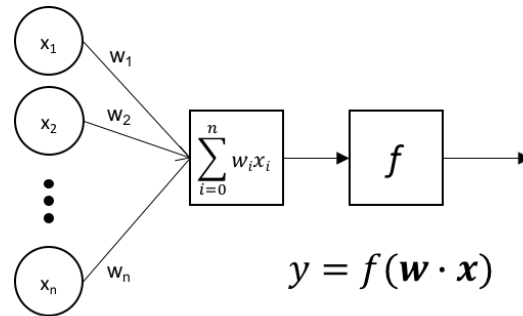 x₁
w₁
x₂
w₂
n
∑ wᵢxᵢ
i=0
f
xₙ
wₙ
y = f(w · x)